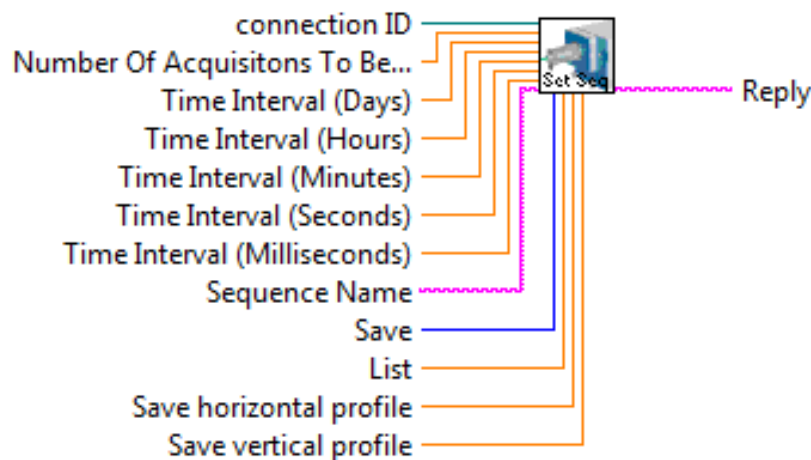 connection ID
Number Of Acquisitons To Be...
Time Interval (Days)
Time Interval (Hours)
Time Interval (Minutes)
Time Interval (Seconds)
Time Interval (Milliseconds)
Sequence Name
Save
List
Save horizontal profile
Save vertical profile
Set Seq
Reply